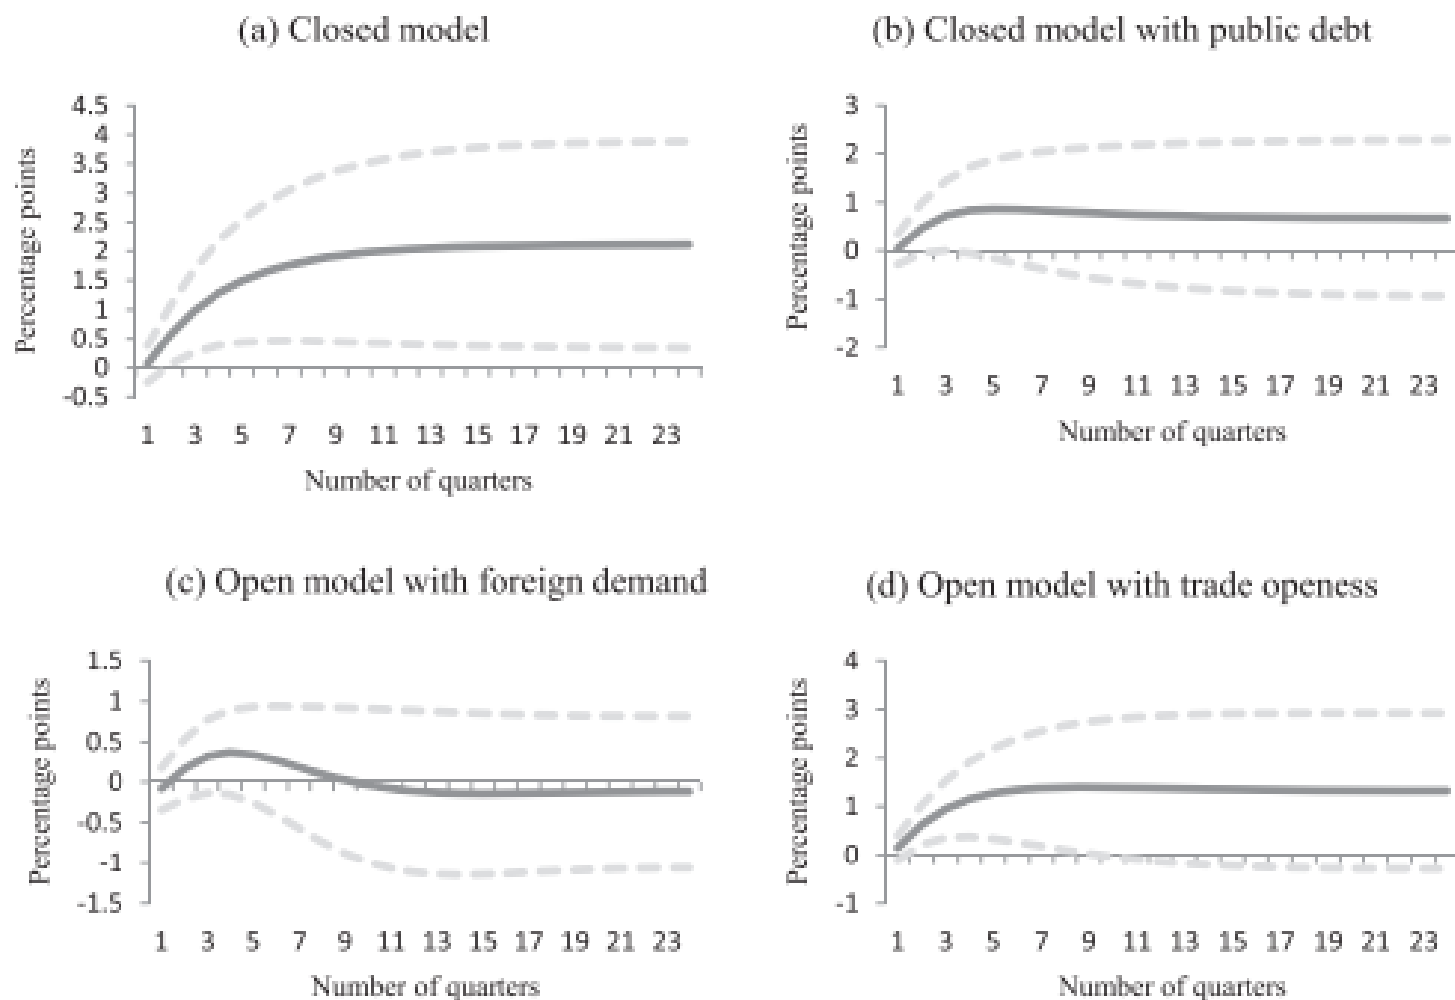 (a) Closed model
(b) Closed model with public debt
Percentage points
4.5
4
3.5
3
2.5
2
1.5
1
0.5
0
-0.5
1 3 5 7 9 11 13 15 17 19 21 23
Number of quarters
Percentage points
3
2
1
0
-1
-2
1 3 5 7 9 11 13 15 17 19 21 23
Number of quarters
(c) Open model with foreign demand
(d) Open model with trade openess
Percentage points
1.5
1
0.5
0
-0.5
-1
-1.5
1 3 5 7 9 11 13 15 17 19 21 23
Number of quarters
Percentage points
4
3
2
1
0
-1
1 3 5 7 9 11 13 15 17 19 21 23
Number of quarters